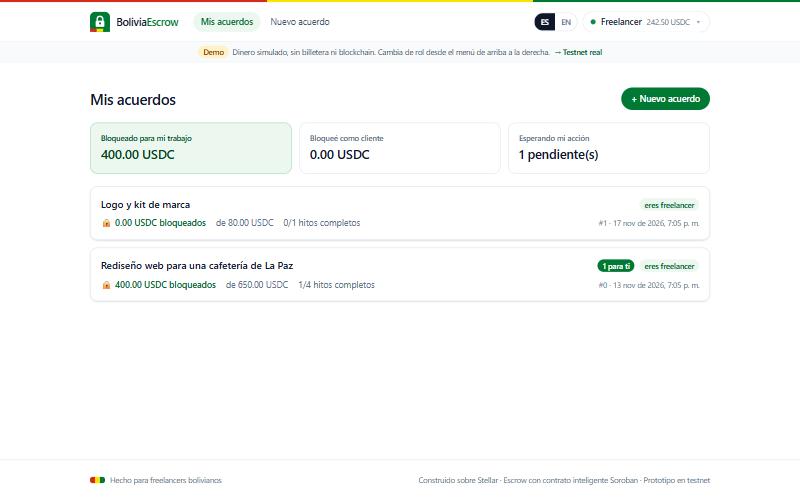 BoliviaEscrow Mis acuerdos Nuevo acuerdo ES EN Freelancer 242.50 USDC
Demo Dinero simulado, sin billetera ni blockchain. Cambia de rol desde el menú de arriba a la derecha. → Testnet real
Mis acuerdos + Nuevo acuerdo
Bloqueado para mi trabajo
400.00 USDC
Bloqueé como cliente
0.00 USDC
Esperando mi acción
1 pendiente(s)
Logo y kit de marca eres freelancer
0.00 USDC bloqueados de 80.00 USDC 0/1 hitos completos #1 · 17 nov de 2026, 7:05 p. m.
Rediseño web para una cafetería de La Paz 1 para ti eres freelancer
400.00 USDC bloqueados de 650.00 USDC 1/4 hitos completos #0 · 13 nov de 2026, 7:05 p. m.
Hecho para freelancers bolivianos Construido sobre Stellar · Escrow con contrato inteligente Soroban · Prototipo en testnet